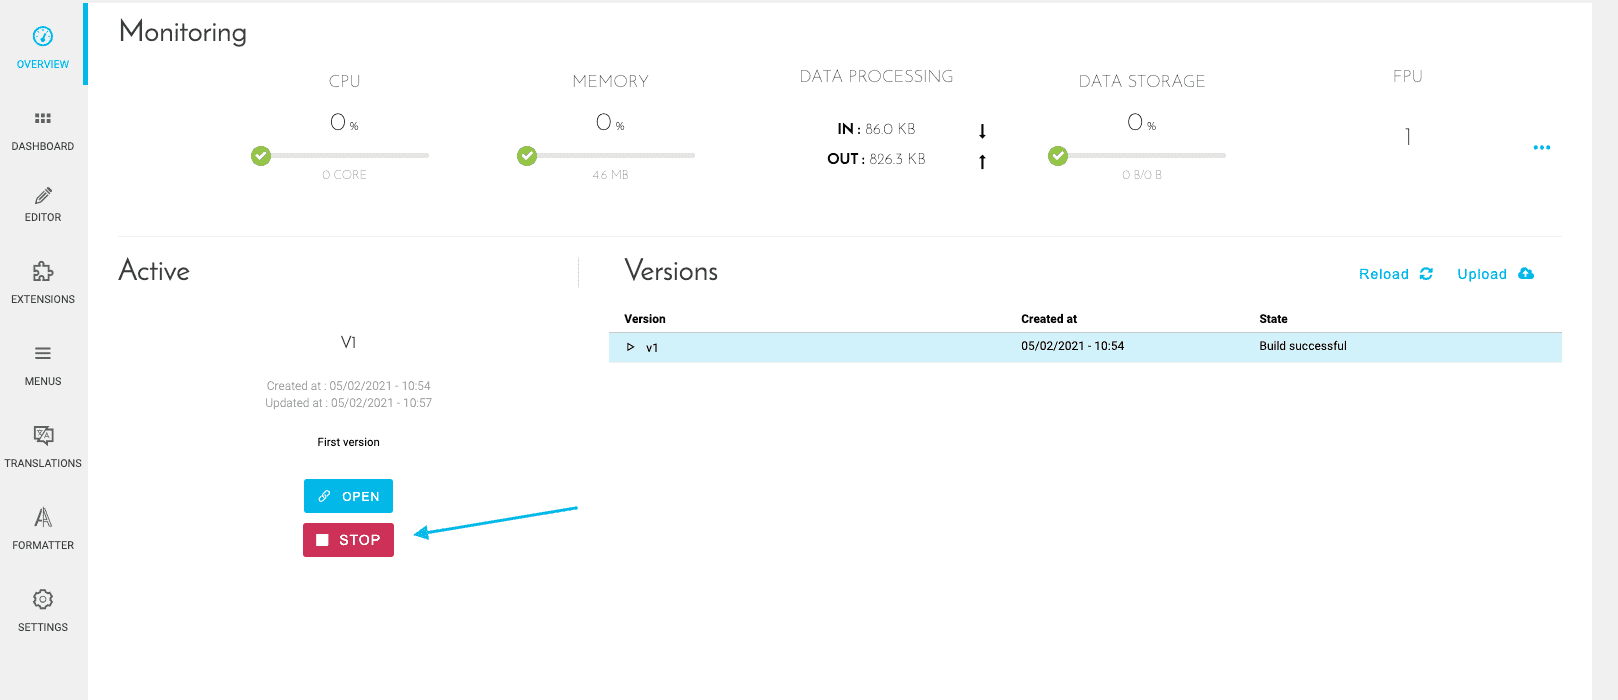 OVERVIEW
DASHBOARD
EDITOR
EXTENSIONS
MENUS
TRANSLATIONS
FORMATTER
SETTINGS
Monitoring
CPU
0 %
0 CORE
MEMORY
0 %
4.6 MB
DATA PROCESSING
IN : 86.0 KB
OUT : 826.3 KB
DATA STORAGE
0 %
0 B/0 B
FPU
1
Active
V1
Created at : 05/02/2021 - 10:54
Updated at : 05/02/2021 - 10:57
First version
OPEN
STOP
Versions
Reload
Upload
Version Created at State
v1 05/02/2021 - 10:54 Build successful